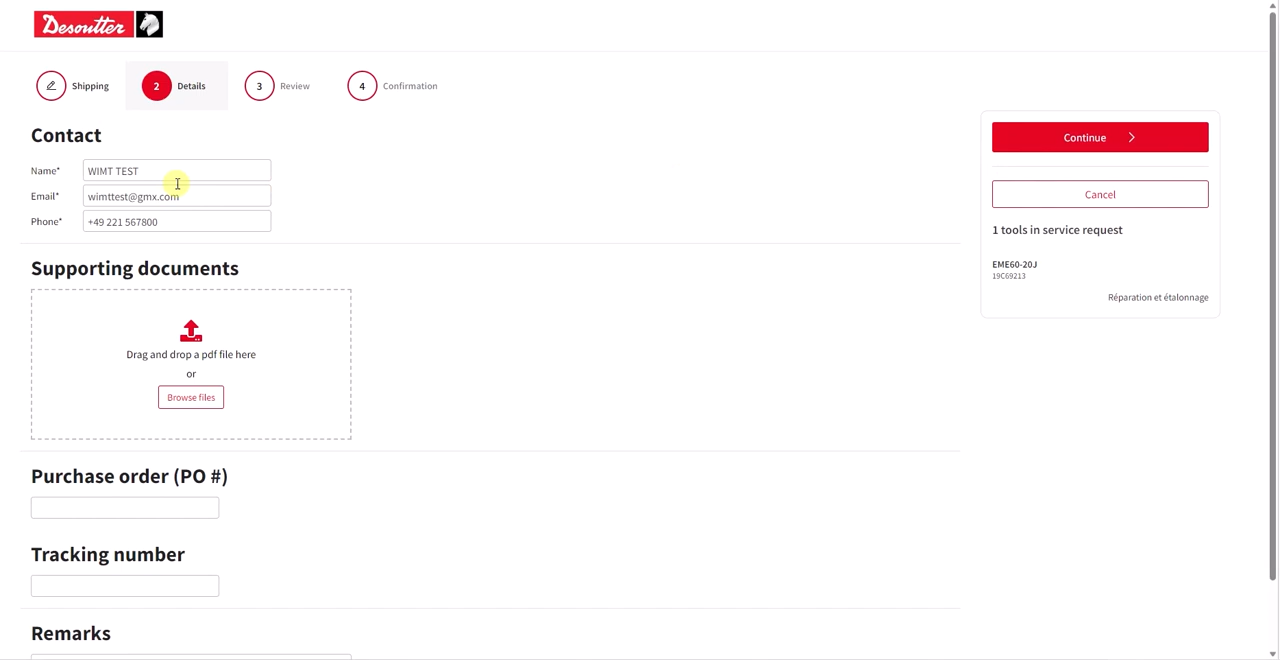 Desoutter
Shipping
2 Details
3 Review
4 Confirmation
Contact
Name* WIMT TEST
Email* wimttest@gmx.com
Phone* +49 221 567800
Supporting documents
Drag and drop a pdf file here
or
Browse files
Purchase order (PO #)
Tracking number
Remarks
Continue
Cancel
1 tools in service request
EME60-20J
19C69213
Réparation et étalonnage